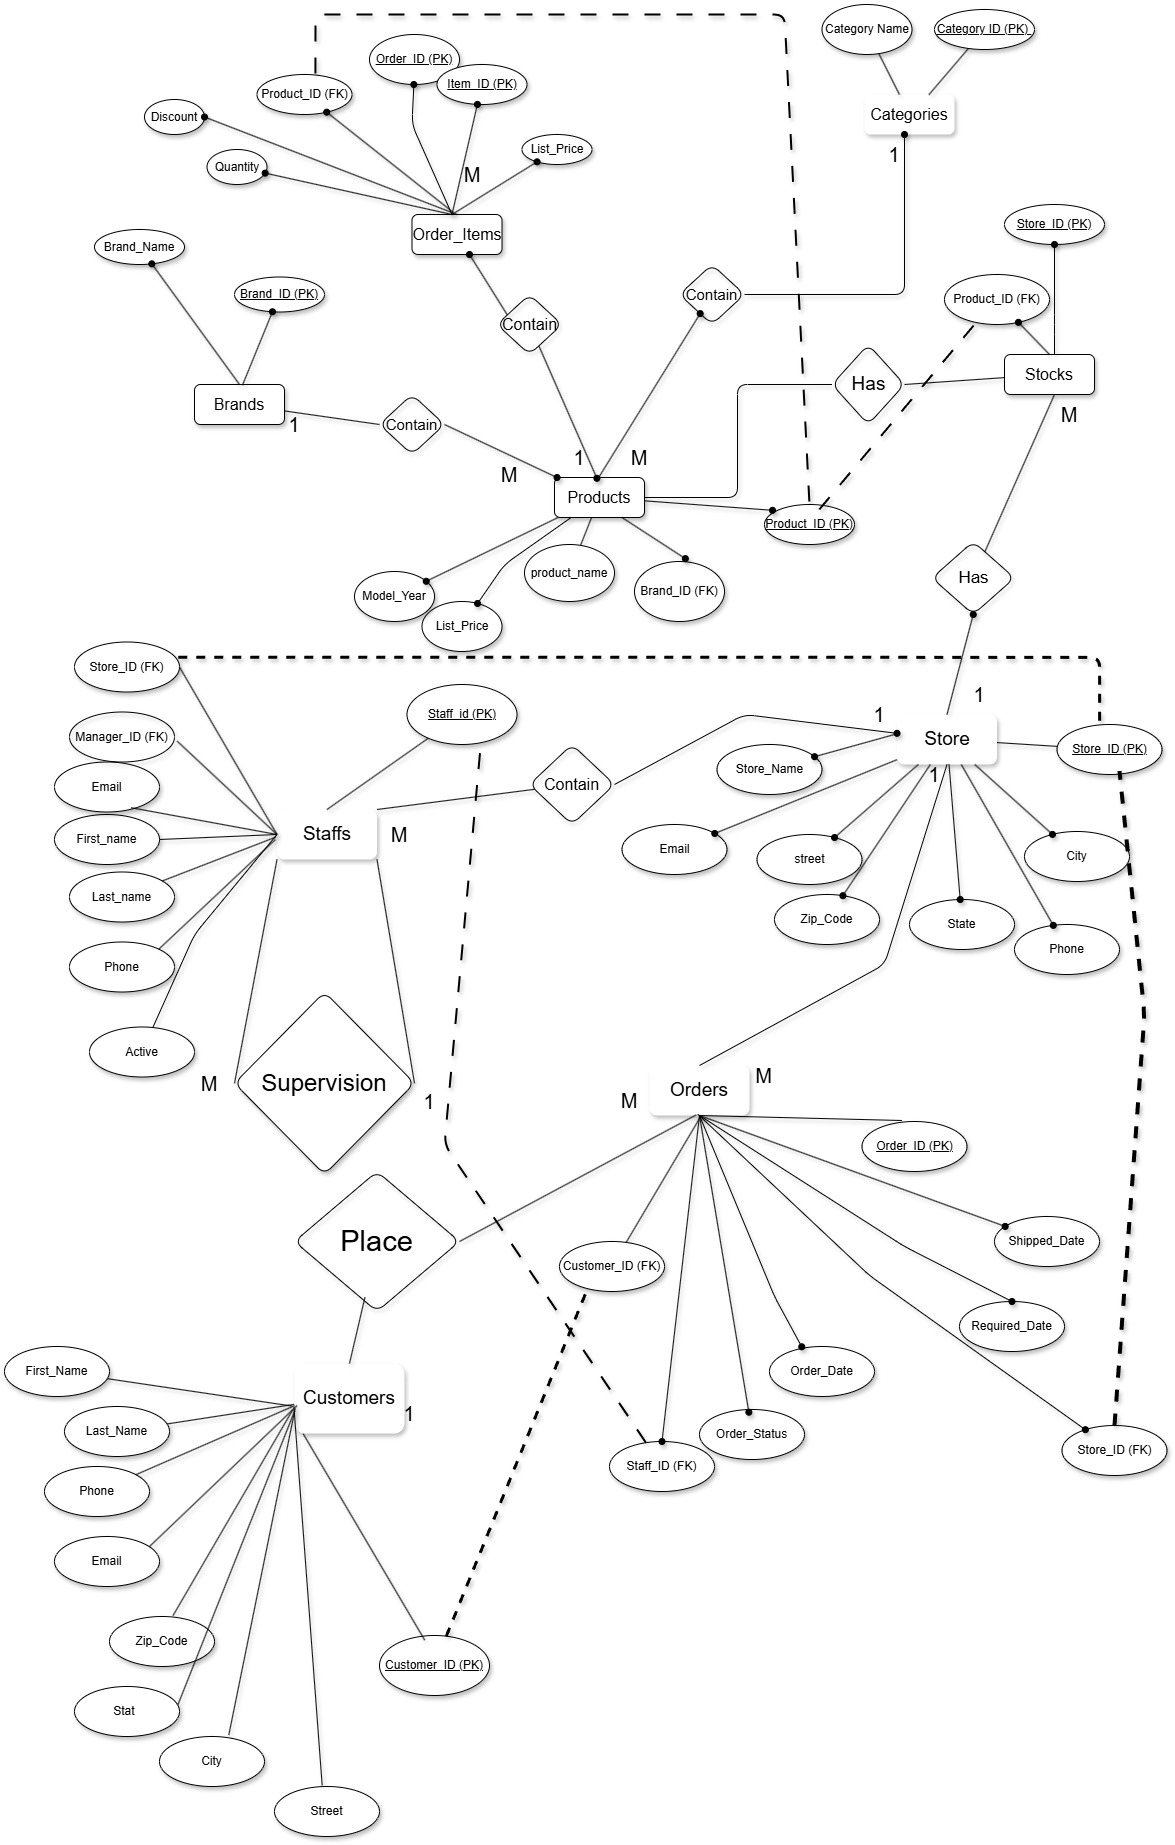 Category Name
Category ID (PK)
Order_ID (PK)
Item_ID (PK)
Product_ID (FK)
Discount
Quantity
List_Price
M
Categories
1
Order_Items
Store_ID (PK)
Brand_Name
Brand_ID (PK)
Contain
Product_ID (FK)
Contain
Has
Stocks
Brands
1
Contain
M
M
1
M
Products
Product_ID (PK)
Model_Year
List_Price
product_name
Brand_ID (FK)
Has
Store_ID (FK)
Manager_ID (FK)
Email
First_name
Last_name
Phone
Active
Staff_id (PK)
Staffs
M
Contain
1
1
Store
1
Store_ID (PK)
Store_Name
Email
street
Zip_Code
State
Phone
City
M
Supervision
1
M
Orders
M
Order_ID (PK)
Shipped_Date
Required_Date
Store_ID (FK)
Order_Date
Order_Status
Staff_ID (FK)
Customer_ID (FK)
Place
Customers
1
First_Name
Last_Name
Phone
Email
Zip_Code
Stat
City
Street
Customer_ID (PK)